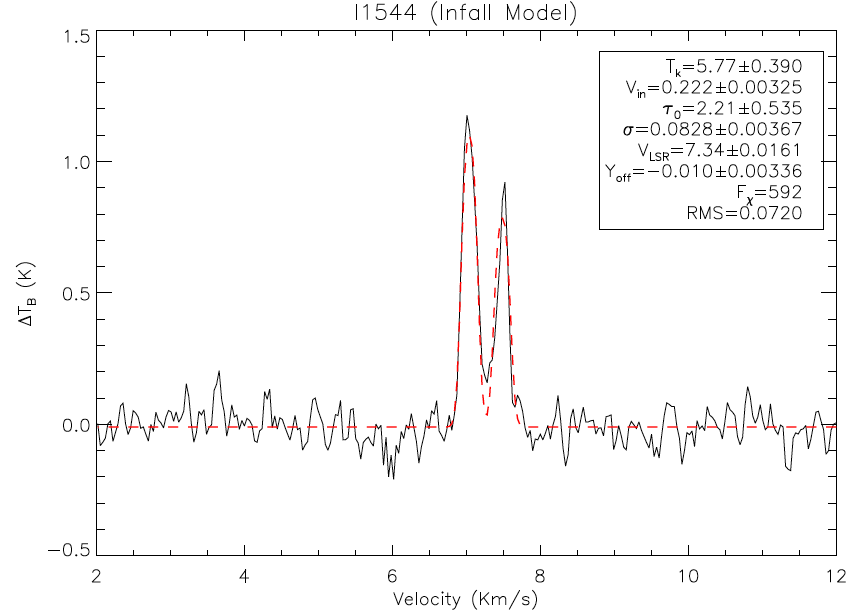 I1544 (Infall Model)
1.5
1.0
0.5
0.0
−0.5
ΔT_B (K)
T_k=5.77±0.390
V_in=0.222±0.00325
τ_0=2.21±0.535
σ=0.0828±0.00367
V_LSR=7.34±0.0161
Y_off=−0.010±0.00336
F_χ=592
RMS=0.0720
2 4 6 8 10 12
Velocity (Km/s)